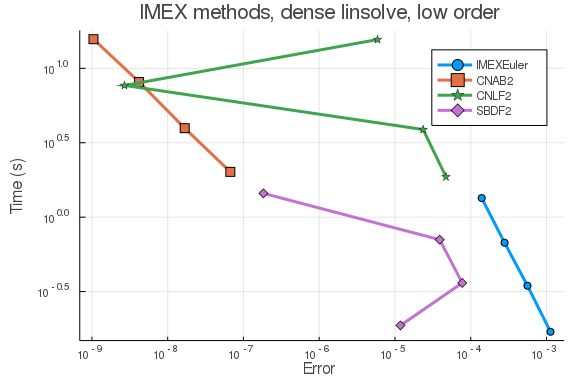 IMEX methods, dense linsolve, low order
Time (s)
10^1.0
10^0.5
10^0.0
10^-0.5
IMEXEuler
CNAB2
CNLF2
SBDF2
10^-9 10^-8 10^-7 10^-6 10^-5 10^-4 10^-3
Error